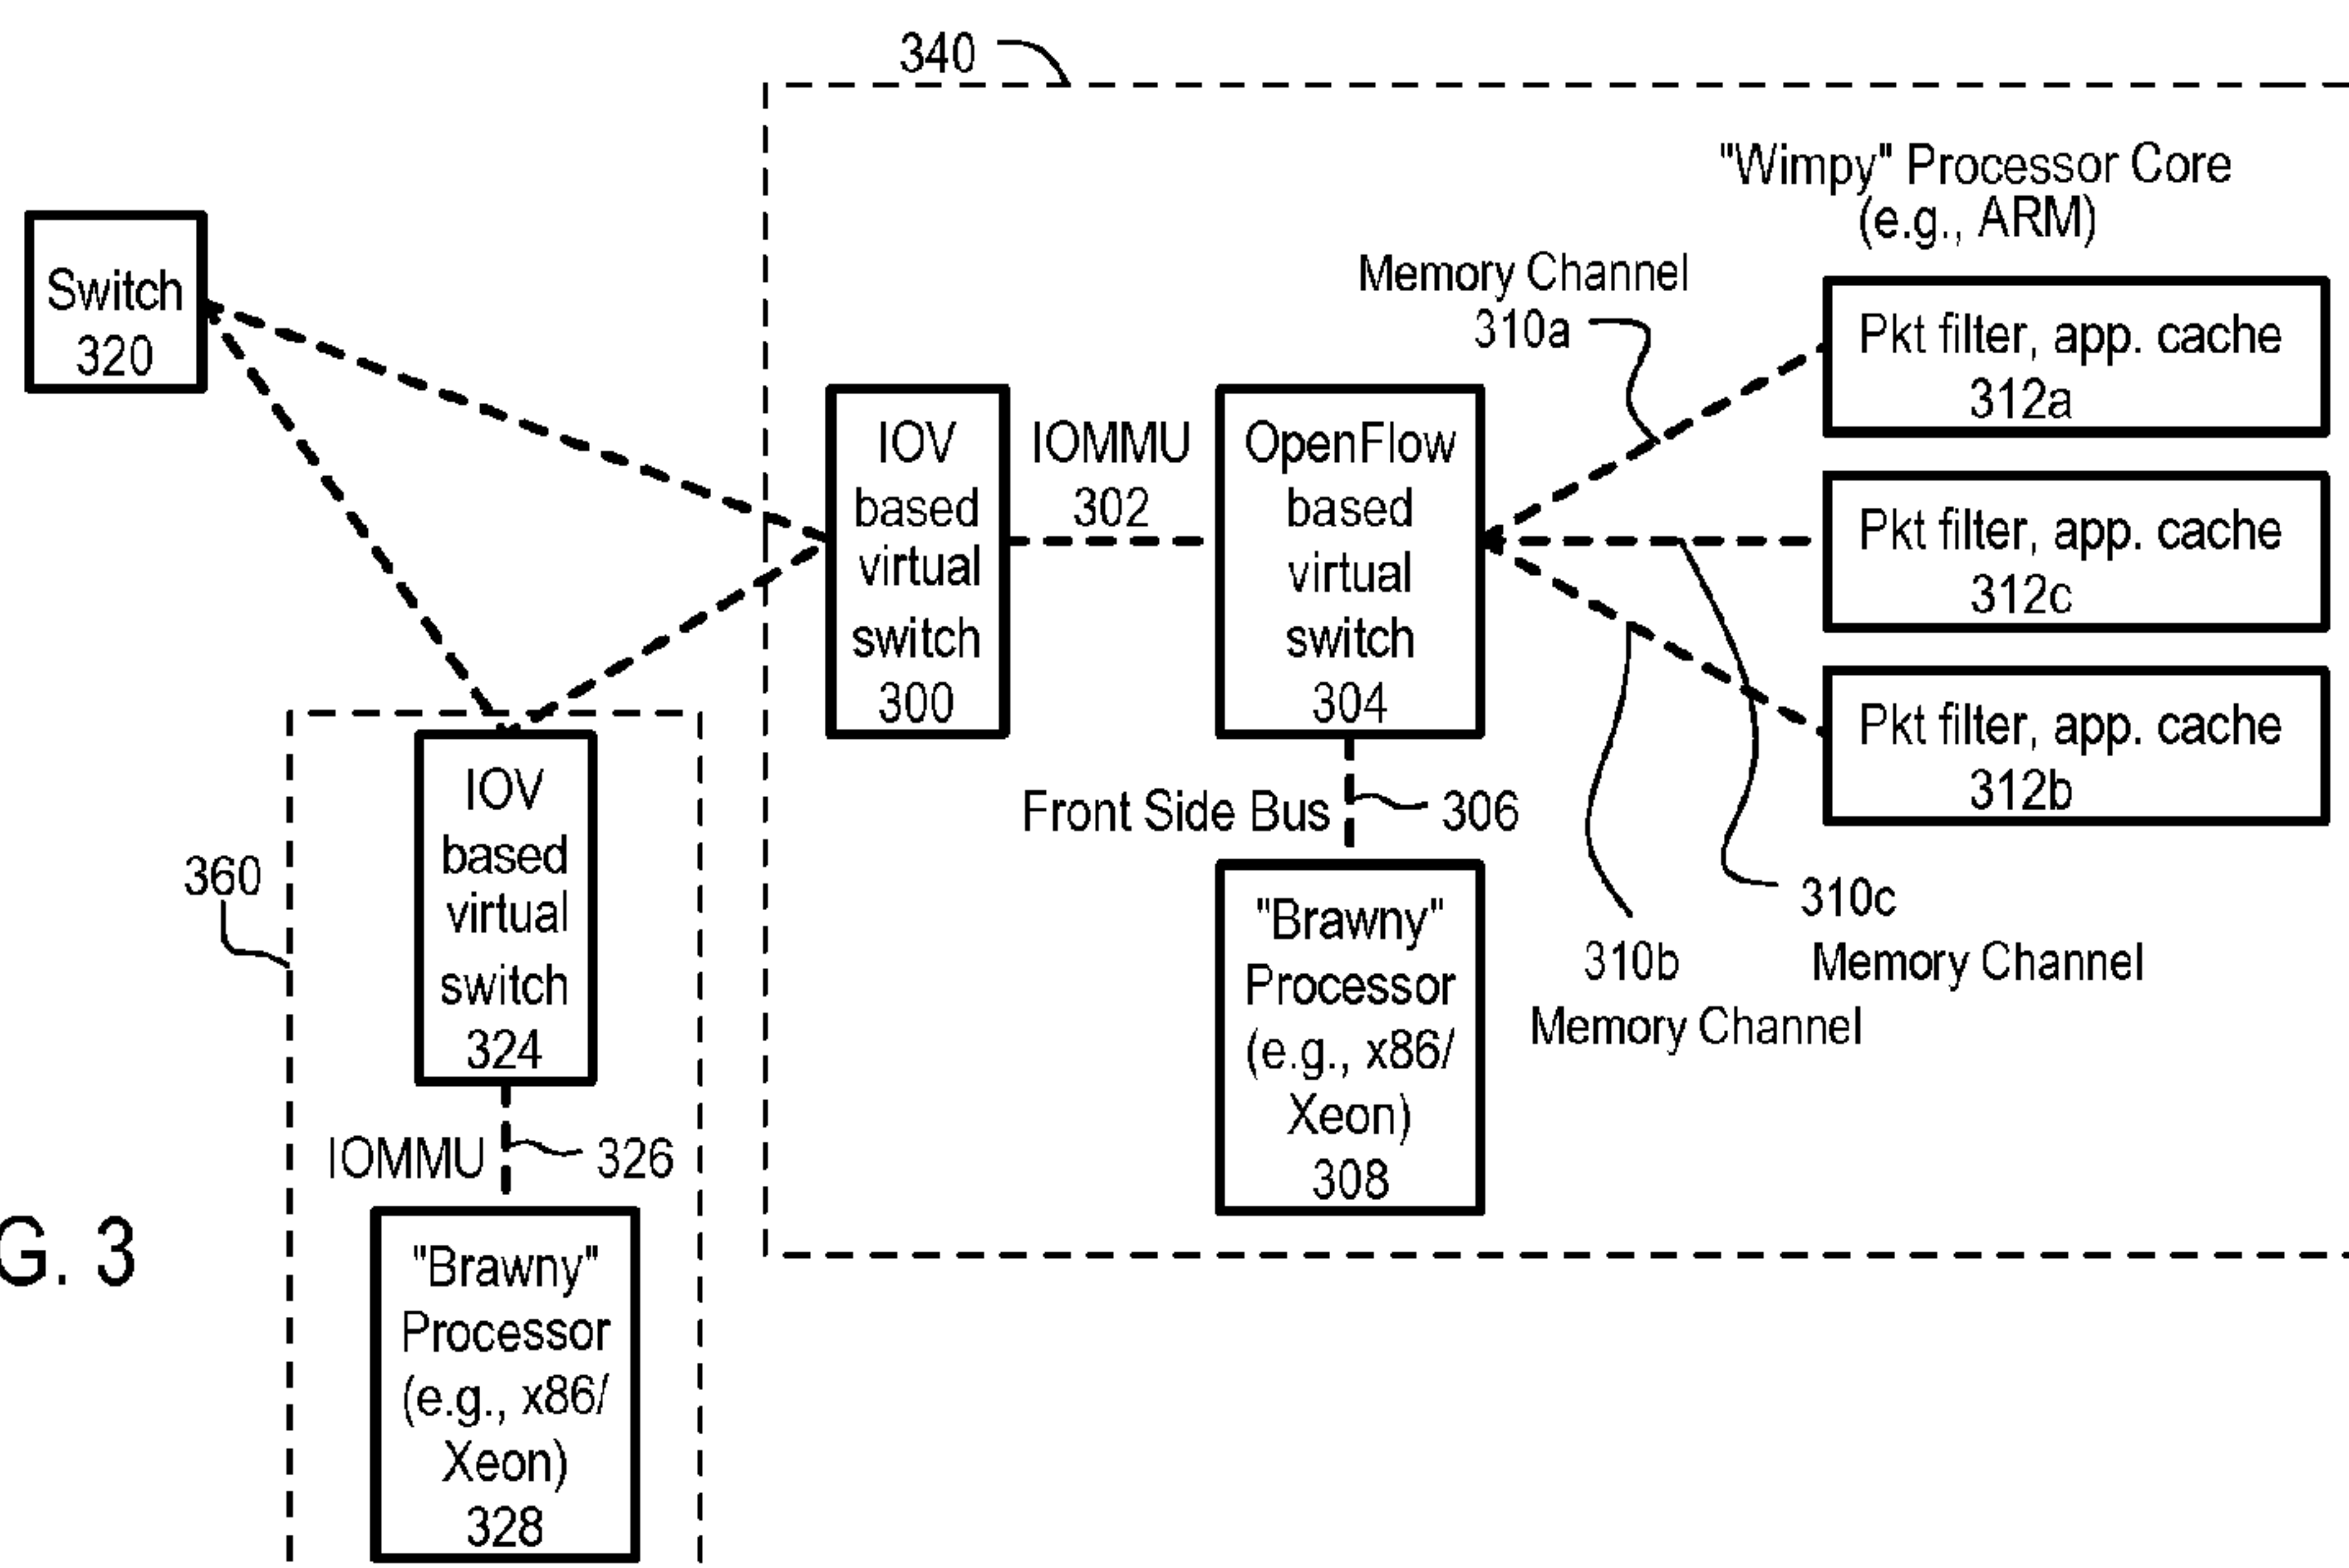 340
"Wimpy" Processor Core
(e.g., ARM)
Switch
320
Memory Channel
310a
Pkt filter, app. cache
312a
IOV
based
virtual
switch
300
IOMMU
302
OpenFlow
based
virtual
switch
304
Pkt filter, app. cache
312c
Pkt filter, app. cache
312b
Front Side Bus
306
310c
Memory Channel
310b
Memory Channel
"Brawny"
Processor
(e.g., x86/
Xeon)
308
360
IOV
based
virtual
switch
324
IOMMU
326
"Brawny"
Processor
(e.g., x86/
Xeon)
328
G. 3